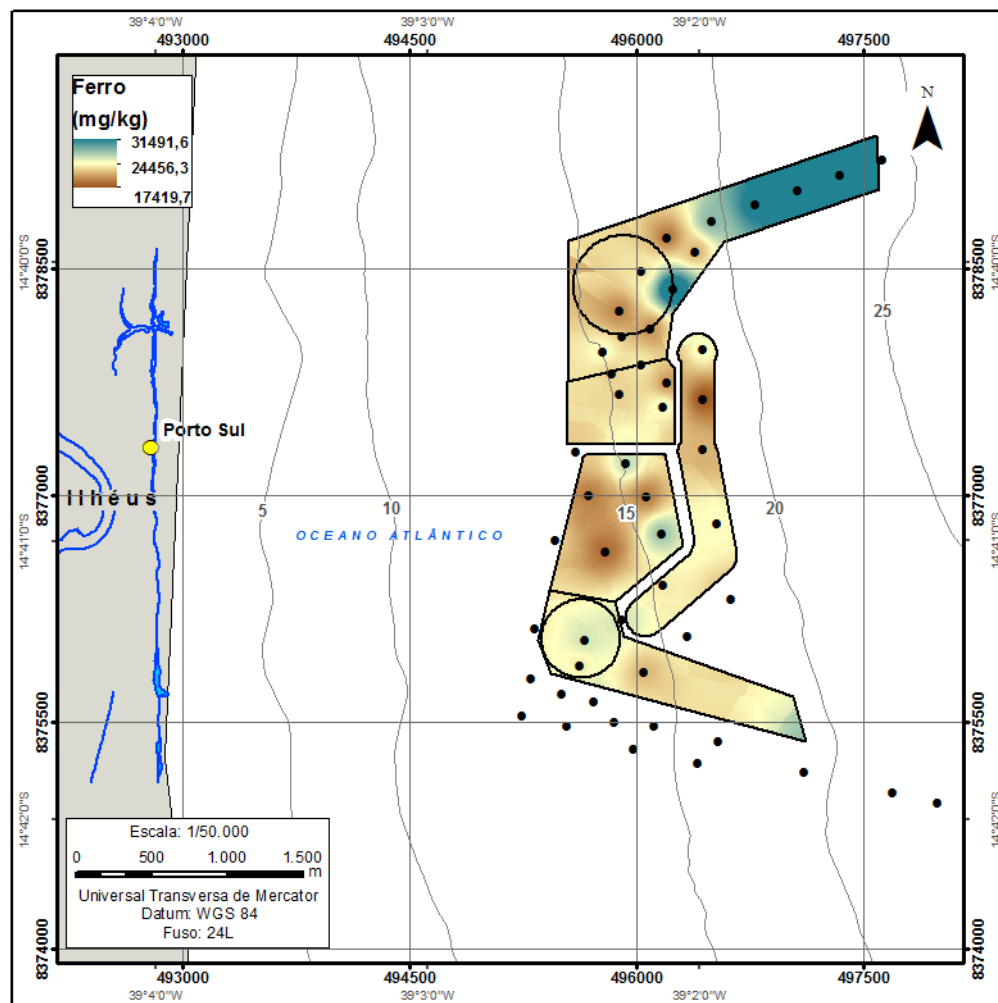 39°4'0"W 39°3'0"W 39°2'0"W
493000 494500 496000 497500
Ferro
(mg/kg)
31491,6
24456,3
17419,7
N
8378500 14°40'0"S
14°40'0"S 8378500
25
Porto Sul
8377000
Ilhéus
5 10 15 20
8377000
OCEANO ATLÂNTICO
14°41'0"S
14°41'0"S
8375500
8375500
14°42'0"S
14°42'0"S
Escala: 1/50.000
0 500 1.000 1.500
m
Universal Transversa de Mercator
Datum: WGS 84
Fuso: 24L
8374000
8374000
493000 494500 496000 497500
39°4'0"W 39°3'0"W 39°2'0"W